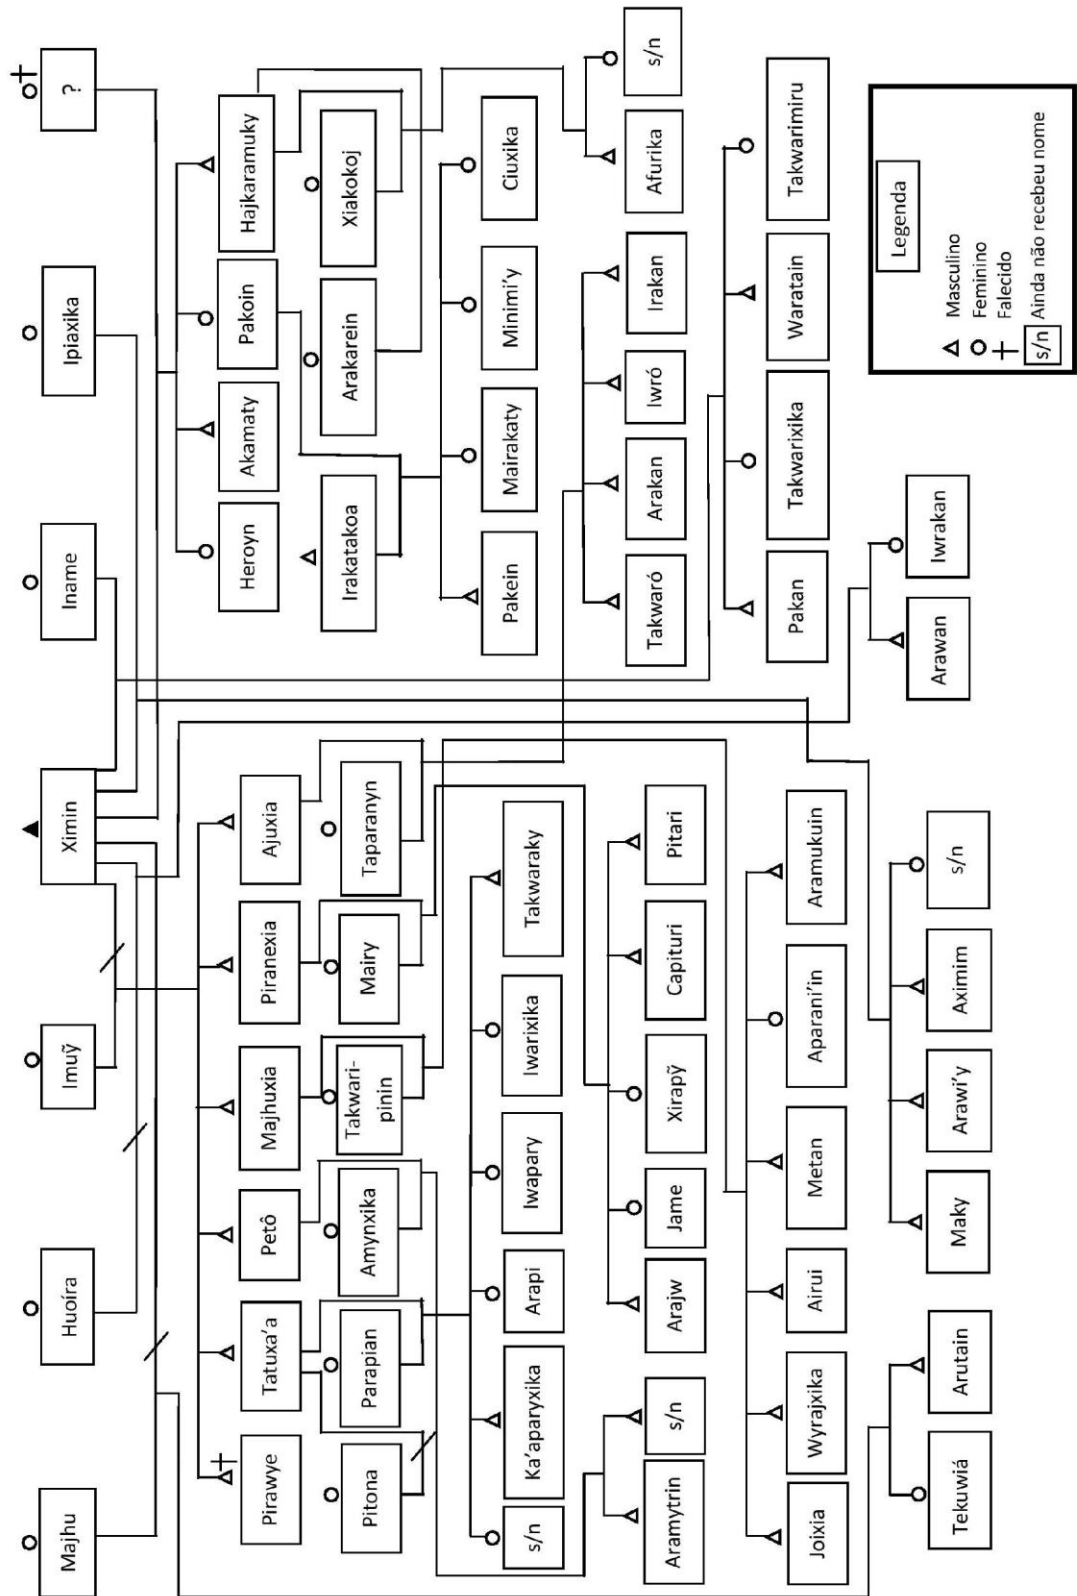 Majhu
Huoíra
Imuỹ
Ximin
Iname
Ipiaxika
?
Pirawye
Tatuxa'a
Petô
Majhuxia
Piranexia
Ajuxia
Heroyn
Akamaty
Pakoin
Hajkaramuky
Pitona
Parapian
Amynxika
Takwari-
pinin
Mairy
Taparanyn
Irakatakoa
Arakarein
Xiakokoj
s/n
Ka'aparyxika
Arapi
Iwapary
Iwarixika
Takwaraky
Pakein
Mairakaty
Minimi'y
Ciuxika
Aramytrin
s/n
Arajw
Jame
Xirapỹ
Capituri
Pitari
Takwaró
Arakan
Iwró
Irakan
Afurika
s/n
Joixia
Wyrajxika
Airui
Metan
Aparani'in
Aramukuin
Pakan
Takwarixika
Waratain
Takwarimiru
Tekuwiá
Arutain
Maky
Arawi'y
Aximim
s/n
Arawan
Iwrakan
Legenda
Masculino
Feminino
Falecido
s/n Ainda não recebeu nome